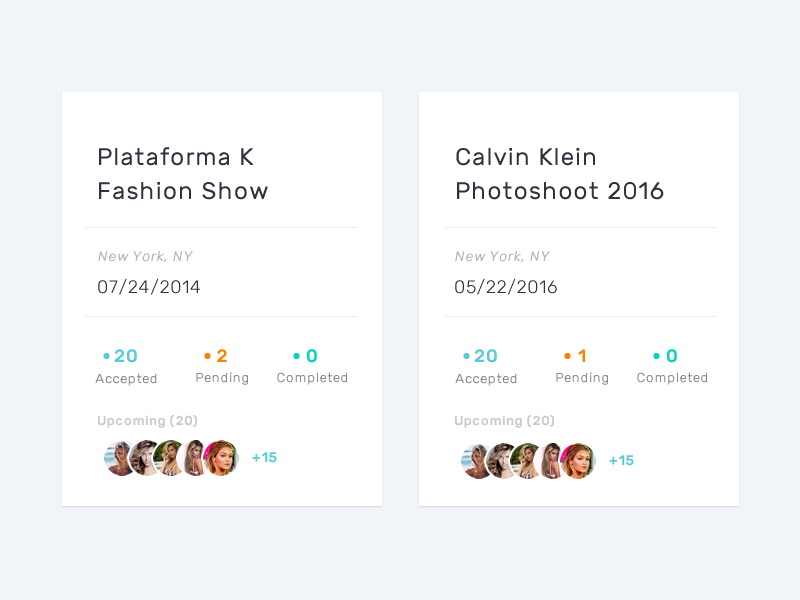 Plataforma K
Fashion Show
New York, NY
07/24/2014
20 2 0
Accepted Pending Completed
Upcoming (20)
+15
Calvin Klein
Photoshoot 2016
New York, NY
05/22/2016
20 1 0
Accepted Pending Completed
Upcoming (20)
+15